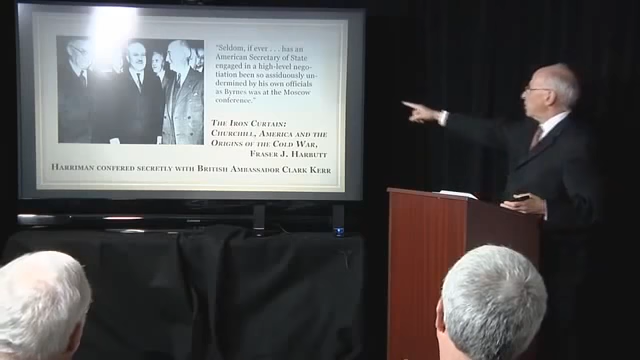 "Seldom, if ever . . . has an
American Secretary of State
engaged in a high-level nego-
tiation been so assiduously un-
dermined by his own officials
as Byrnes was at the Moscow
conference."
The Iron Curtain:
Churchill, America and the
Origins of the Cold War,
Fraser J. Harbutt
Harriman confered secretly with British Ambassador Clark Kerr